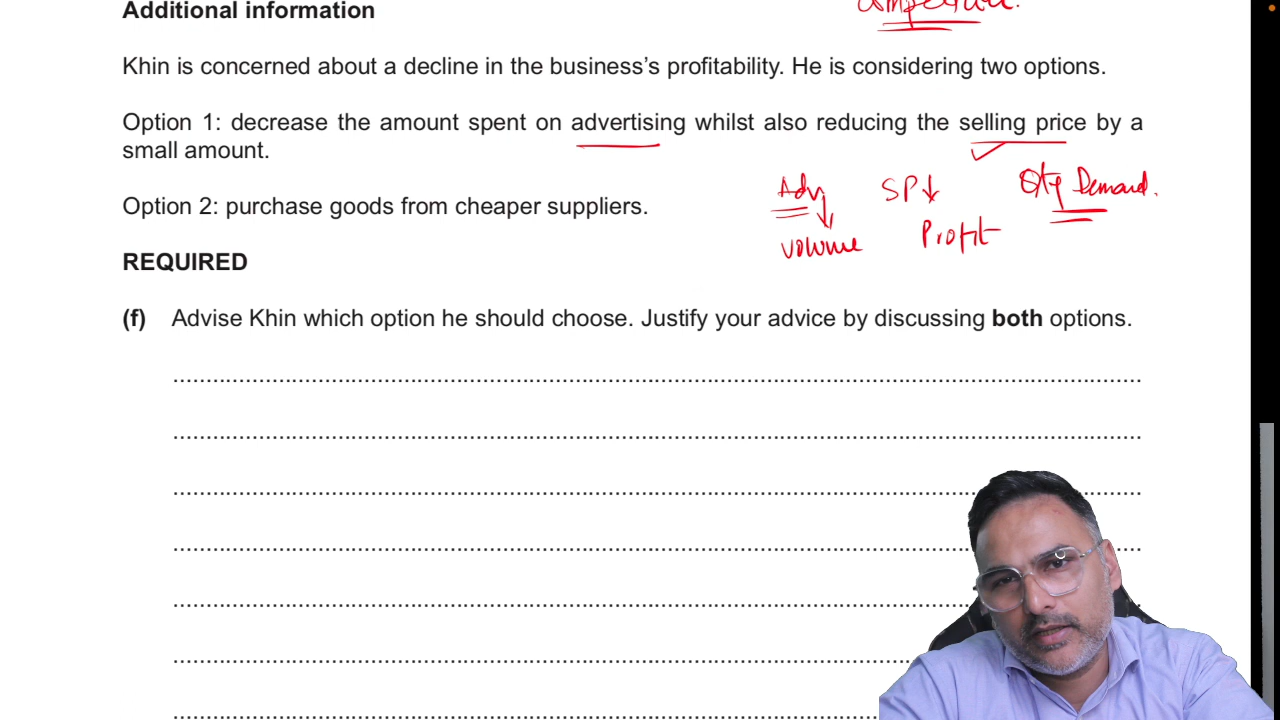 Additional information
Khin is concerned about a decline in the business's profitability. He is considering two options.
Option 1: decrease the amount spent on advertising whilst also reducing the selling price by a
small amount.
Adv SP↓ Qty Demand.
Option 2: purchase goods from cheaper suppliers.
volume Profit
REQUIRED
(f) Advise Khin which option he should choose. Justify your advice by discussing both options.